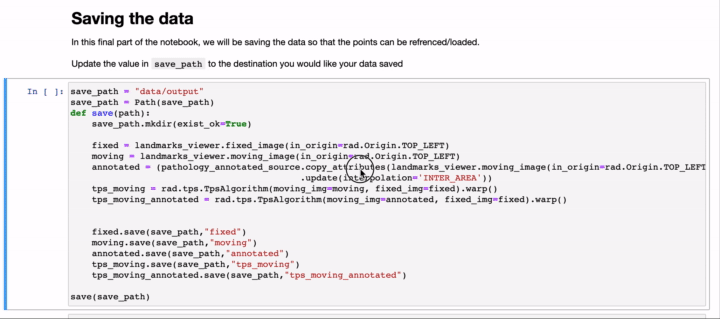 Saving the data
In this final part of the notebook, we will be saving the data so that the points can be refrenced/loaded.
Update the value in save_path to the destination you would like your data saved
In [ ]: save_path = "data/output"
save_path = Path(save_path)
def save(path):
    save_path.mkdir(exist_ok=True)
    fixed = landmarks_viewer.fixed_image(in_origin=rad.Origin.TOP_LEFT)
    moving = landmarks_viewer.moving_image(in_origin=rad.Origin.TOP_LEFT)
    annotated = (pathology_annotated_source.copy_attributes(landmarks_viewer.moving_image(in_origin=rad.Origin.TOP_LEFT
                                            .update(interpolation='INTER_AREA'))
    tps_moving = rad.tps.TpsAlgorithm(moving_img=moving, fixed_img=fixed).warp()
    tps_moving_annotated = rad.tps.TpsAlgorithm(moving_img=annotated, fixed_img=fixed).warp()
    fixed.save(save_path,"fixed")
    moving.save(save_path,"moving")
    annotated.save(save_path,"annotated")
    tps_moving.save(save_path,"tps_moving")
    tps_moving_annotated.save(save_path,"tps_moving_annotated")
save(save_path)